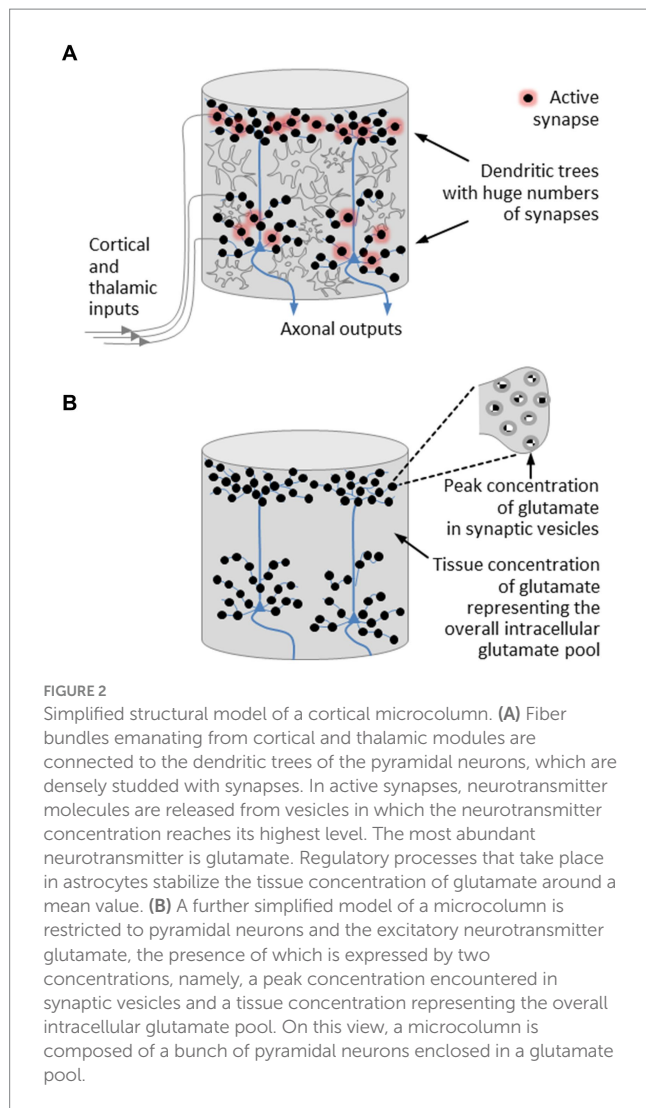 A
Active
synapse
Dendritic trees
with huge numbers
of synapses
Cortical
and
thalamic
inputs
Axonal outputs
B
Peak concentration
of glutamate
in synaptic vesicles
Tissue concentration
of glutamate
representing the
overall intracellular
glutamate pool
FIGURE 2
Simplified structural model of a cortical microcolumn. (A) Fiber
bundles emanating from cortical and thalamic modules are
connected to the dendritic trees of the pyramidal neurons, which are
densely studded with synapses. In active synapses, neurotransmitter
molecules are released from vesicles in which the neurotransmitter
concentration reaches its highest level. The most abundant
neurotransmitter is glutamate. Regulatory processes that take place
in astrocytes stabilize the tissue concentration of glutamate around a
mean value. (B) A further simplified model of a microcolumn is
restricted to pyramidal neurons and the excitatory neurotransmitter
glutamate, the presence of which is expressed by two
concentrations, namely, a peak concentration encountered in
synaptic vesicles and a tissue concentration representing the overall
intracellular glutamate pool. On this view, a microcolumn is
composed of a bunch of pyramidal neurons enclosed in a glutamate
pool.